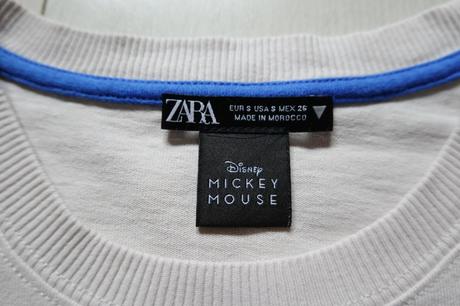 ZARA
EUR S USA S MEX 26
MADE IN MOROCCO
Disney
MICKEY
MOUSE